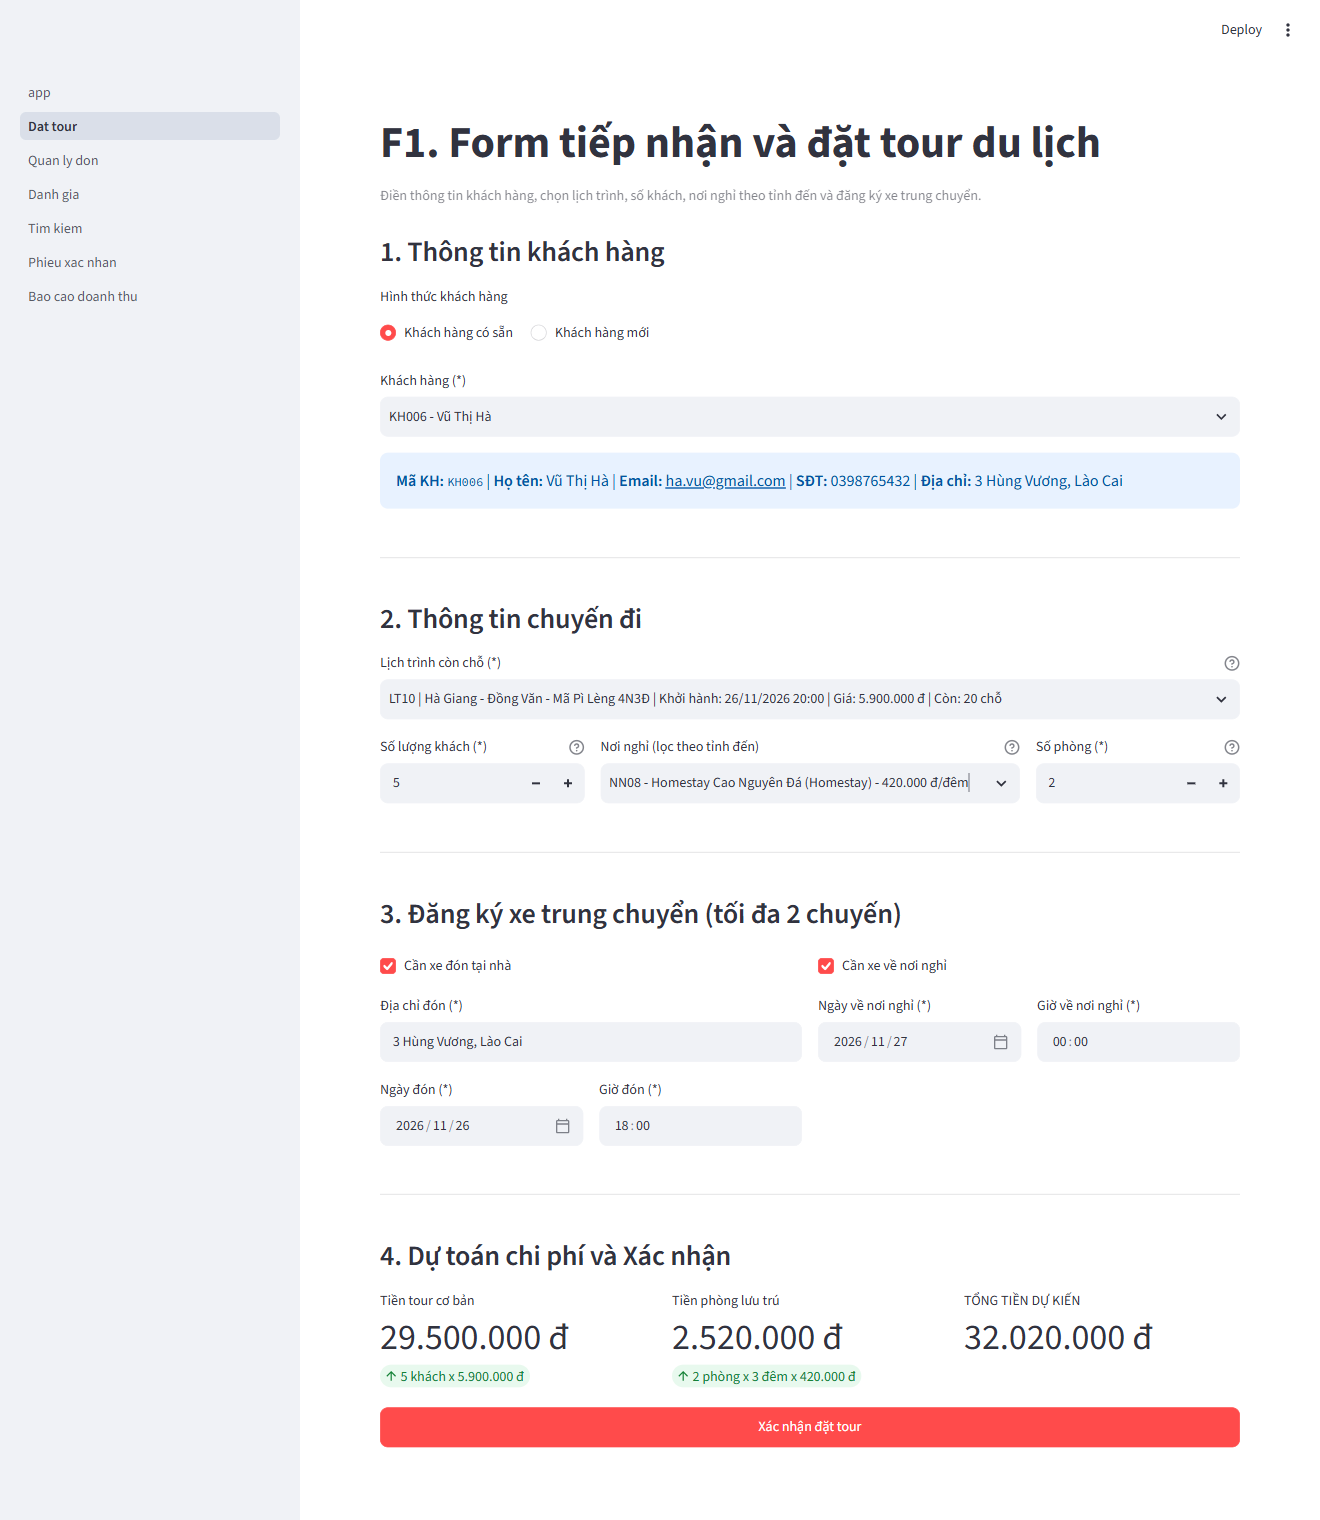 Deploy
app
Dat tour
Quan ly don
Danh gia
Tim kiem
Phieu xac nhan
Bao cao doanh thu
F1. Form tiếp nhận và đặt tour du lịch
Điền thông tin khách hàng, chọn lịch trình, số khách, nơi nghỉ theo tỉnh đến và đăng ký xe trung chuyển.
1. Thông tin khách hàng
Hình thức khách hàng
Khách hàng có sẵn Khách hàng mới
Khách hàng (*)
KH006 - Vũ Thị Hà
Mã KH: KH006 | Họ tên: Vũ Thị Hà | Email: ha.vu@gmail.com | SĐT: 0398765432 | Địa chỉ: 3 Hùng Vương, Lào Cai
2. Thông tin chuyến đi
Lịch trình còn chỗ (*)
LT10 | Hà Giang - Đồng Văn - Mã Pì Lèng 4N3Đ | Khởi hành: 26/11/2026 20:00 | Giá: 5.900.000 đ | Còn: 20 chỗ
Số lượng khách (*) Nơi nghỉ (lọc theo tỉnh đến) Số phòng (*)
5 NN08 - Homestay Cao Nguyên Đá (Homestay) - 420.000 đ/đêm 2
3. Đăng ký xe trung chuyển (tối đa 2 chuyến)
Cần xe đón tại nhà Cần xe về nơi nghỉ
Địa chỉ đón (*) Ngày về nơi nghỉ (*) Giờ về nơi nghỉ (*)
3 Hùng Vương, Lào Cai 2026 / 11 / 27 00 : 00
Ngày đón (*) Giờ đón (*)
2026 / 11 / 26 18 : 00
4. Dự toán chi phí và Xác nhận
Tiền tour cơ bản Tiền phòng lưu trú TỔNG TIỀN DỰ KIẾN
29.500.000 đ 2.520.000 đ 32.020.000 đ
↑ 5 khách x 5.900.000 đ ↑ 2 phòng x 3 đêm x 420.000 đ
Xác nhận đặt tour